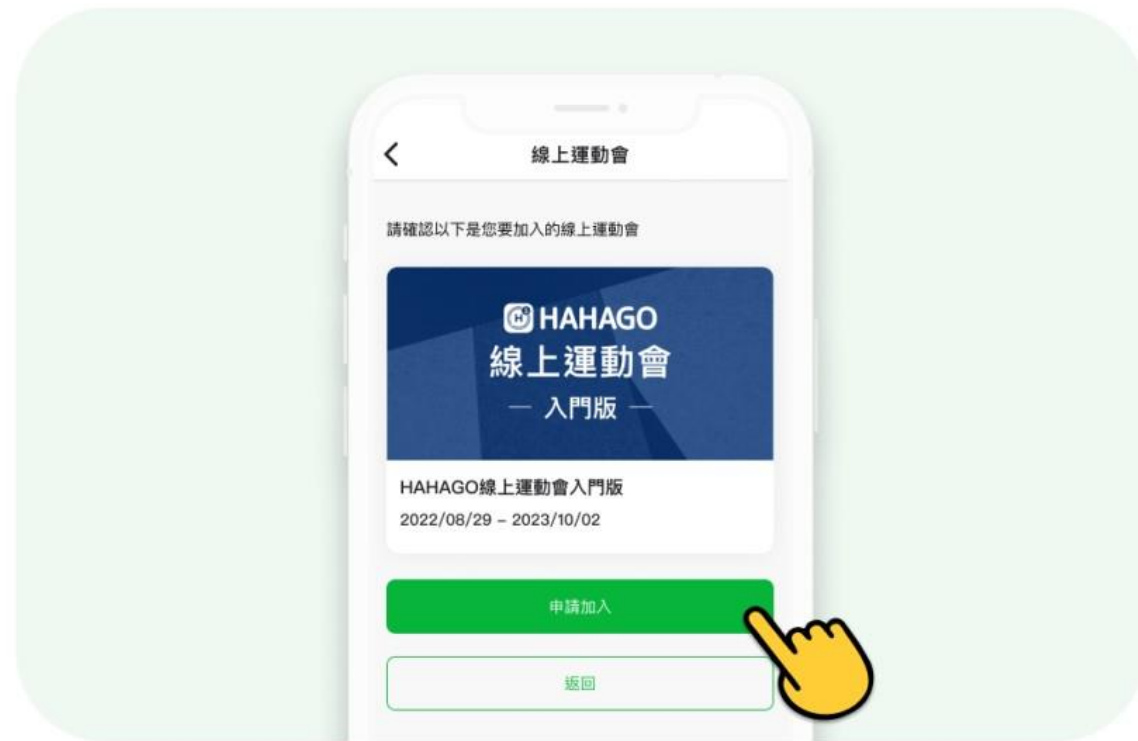 線上運動會
請確認以下是您要加入的線上運動會
HAHAGO
線上運動會
— 入門版 —
HAHAGO線上運動會入門版
2022/08/29 – 2023/10/02
申請加入
返回